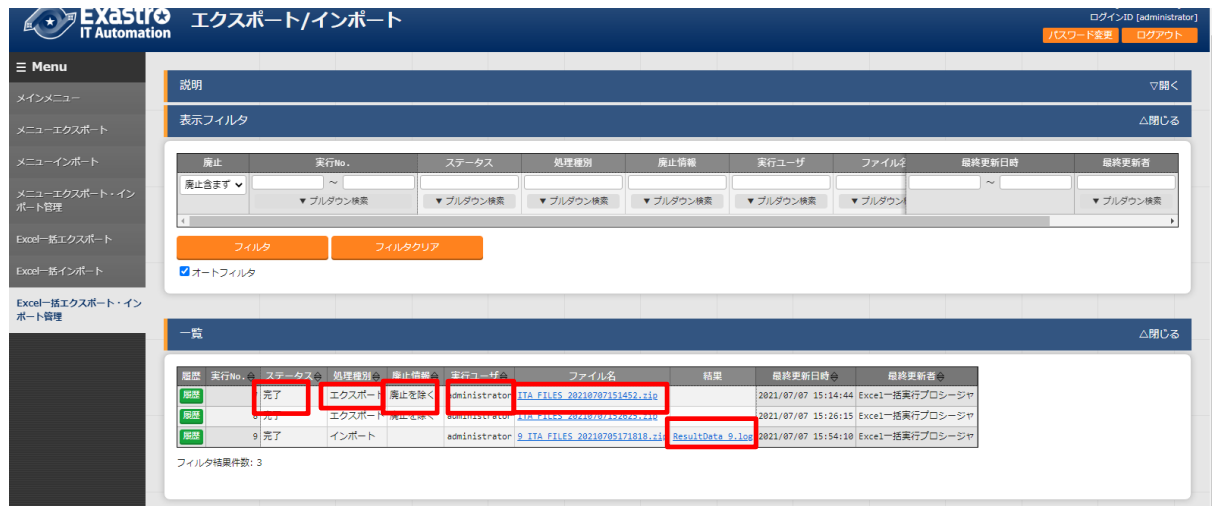 Exastro
IT Automation
エクスポート/インポート
ログインID [administrator]
パスワード変更 ログアウト
☰ Menu
メインメニュー
メニューエクスポート
メニューインポート
メニューエクスポート・イン
ポート管理
Excel一括エクスポート
Excel一括インポート
Excel一括エクスポート・イン
ポート管理
説明 ▽開く
表示フィルタ △閉じる
廃止 実行No. ステータス 処理種別 廃止情報 実行ユーザ ファイル名 最終更新日時 最終更新者
廃止含まず ～ ～
▼ プルダウン検索 ▼ プルダウン検索 ▼ プルダウン検索 ▼ プルダウン検索 ▼ プルダウン検索 ▼ プルダウン ▼ プルダウン検索
フィルタ フィルタクリア
オートフィルタ
一覧 △閉じる
履歴 実行No. ステータス 処理種別 廃止情報 実行ユーザ ファイル名 結果 最終更新日時 最終更新者
履歴 完了 エクスポート 廃止を除く administrator ITA_FILES_20210707151452.zip 2021/07/07 15:14:44 Excel一括実行プロシージャ
履歴 完了 エクスポート 廃止を除く administrator 2021/07/07 15:26:15 Excel一括実行プロシージャ
履歴 9 完了 インポート administrator 9_ITA_FILES_20210705171818.zip ResultData_9.log 2021/07/07 15:54:10 Excel一括実行プロシージャ
フィルタ結果件数: 3